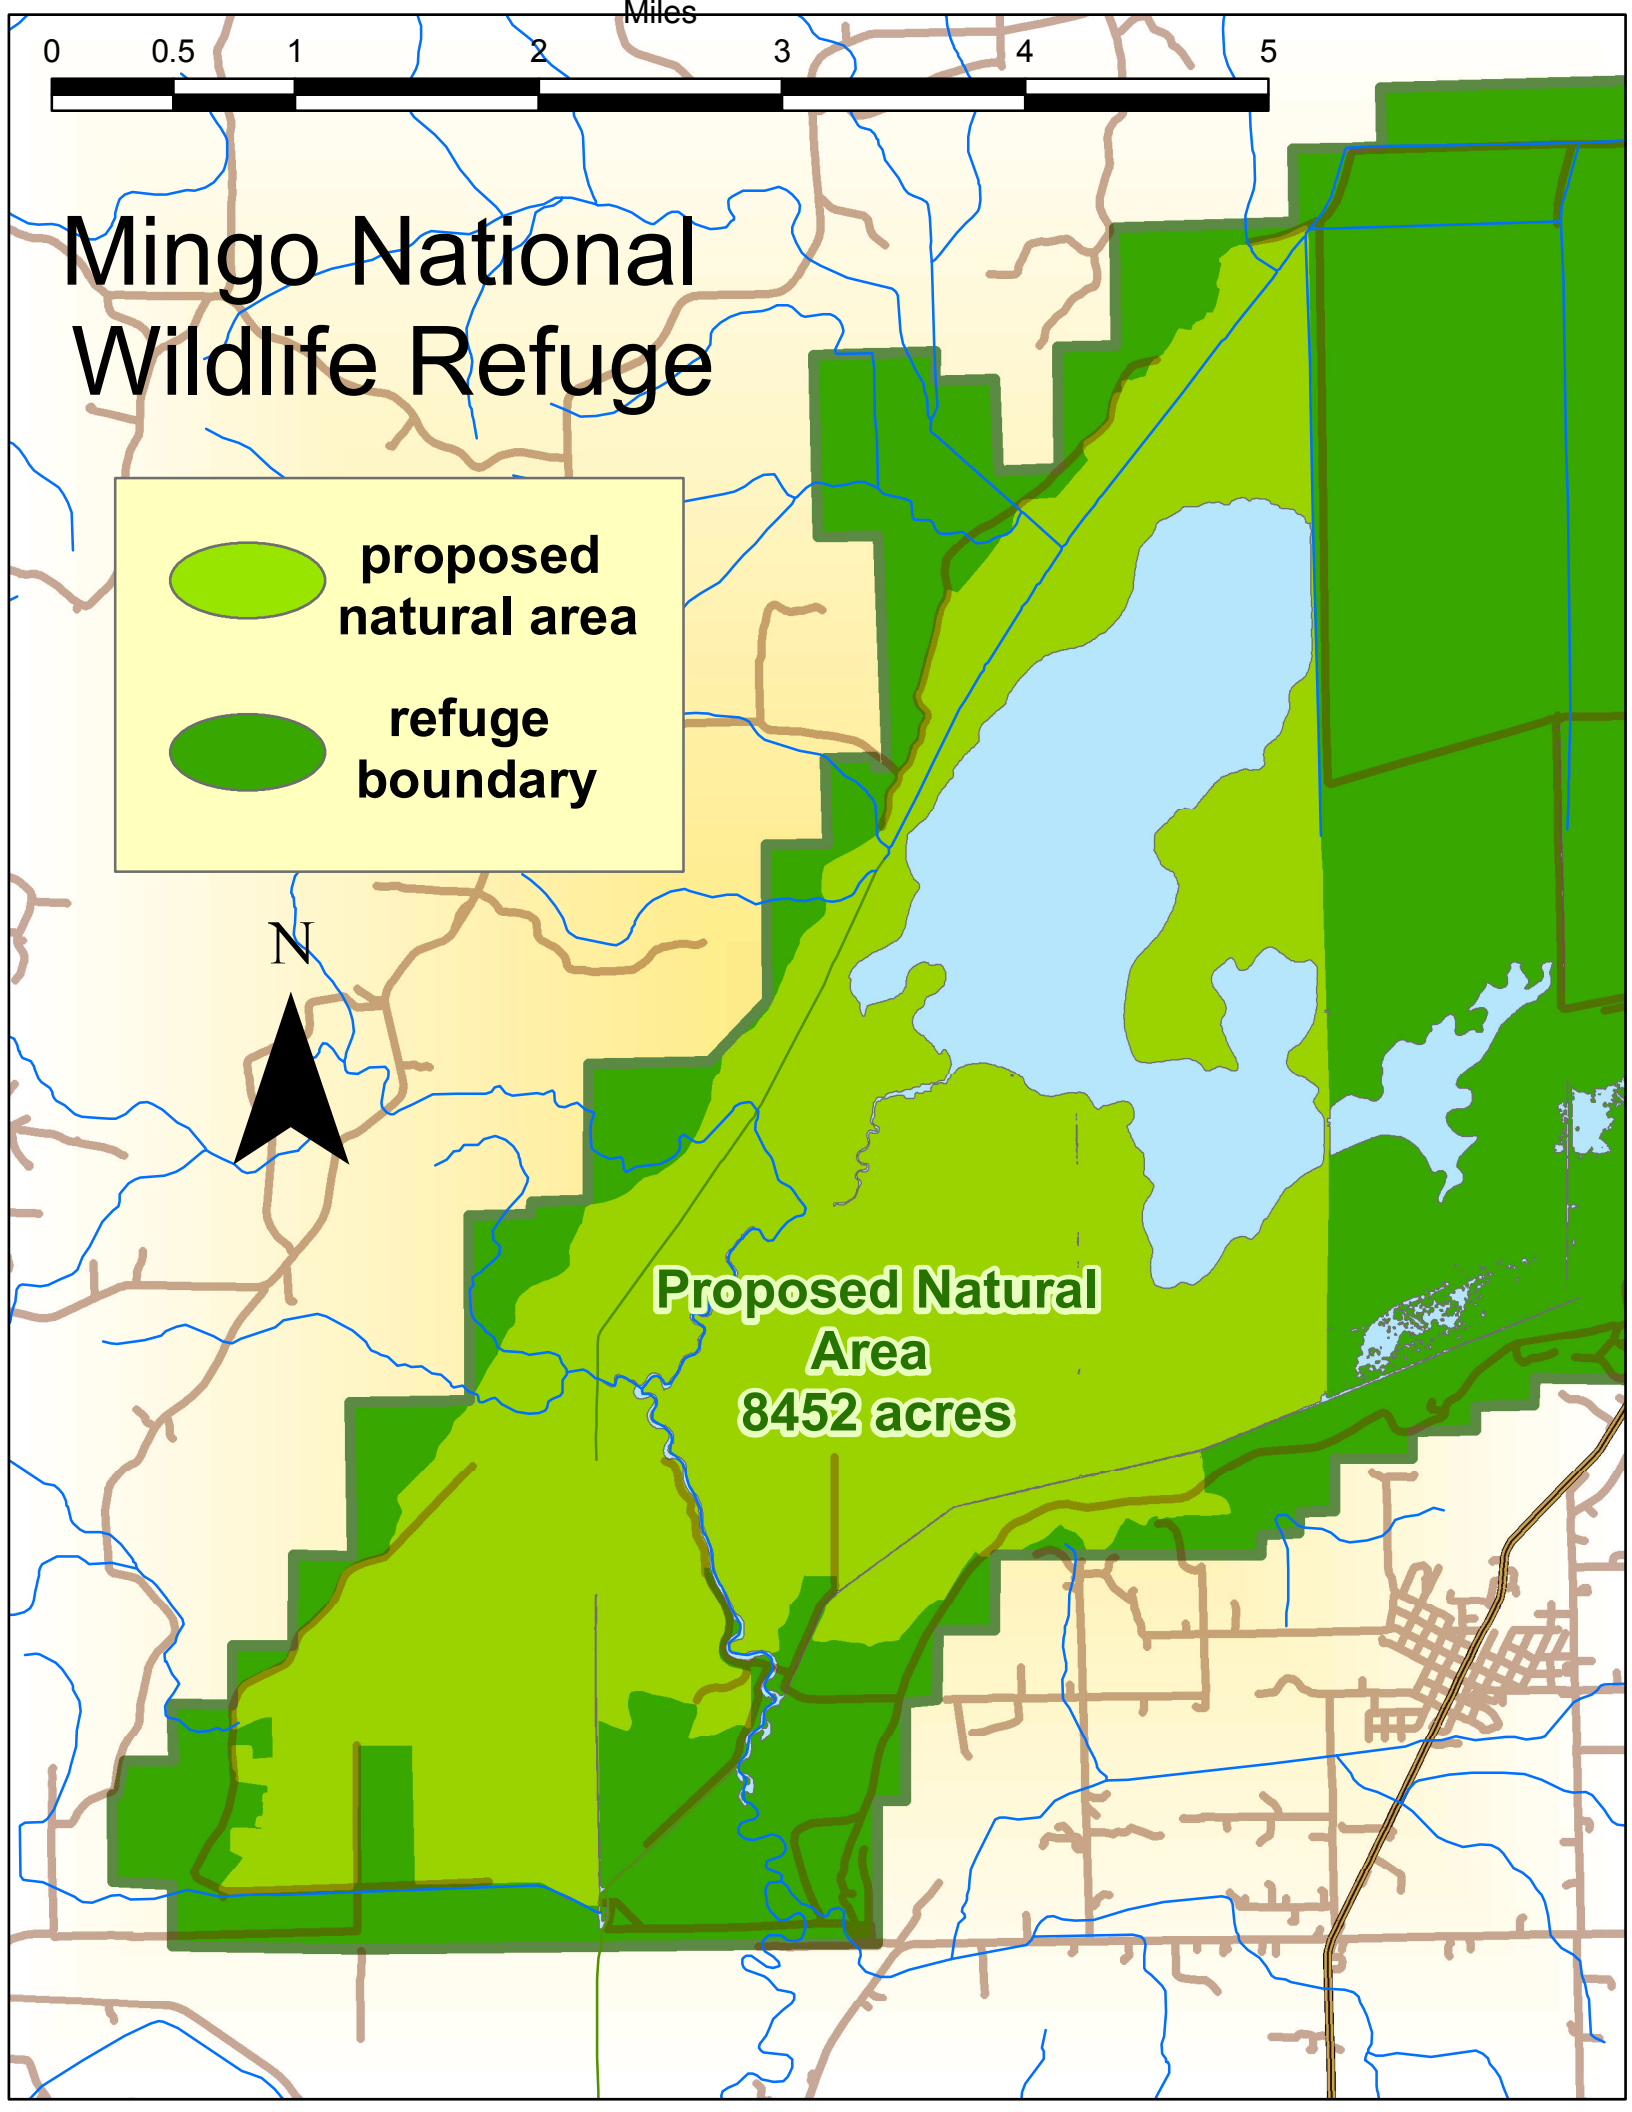 Miles
0 0.5 1 2 3 4 5
Mingo National
Wildlife Refuge
proposed
natural area
refuge
boundary
N
Proposed Natural
Area
8452 acres